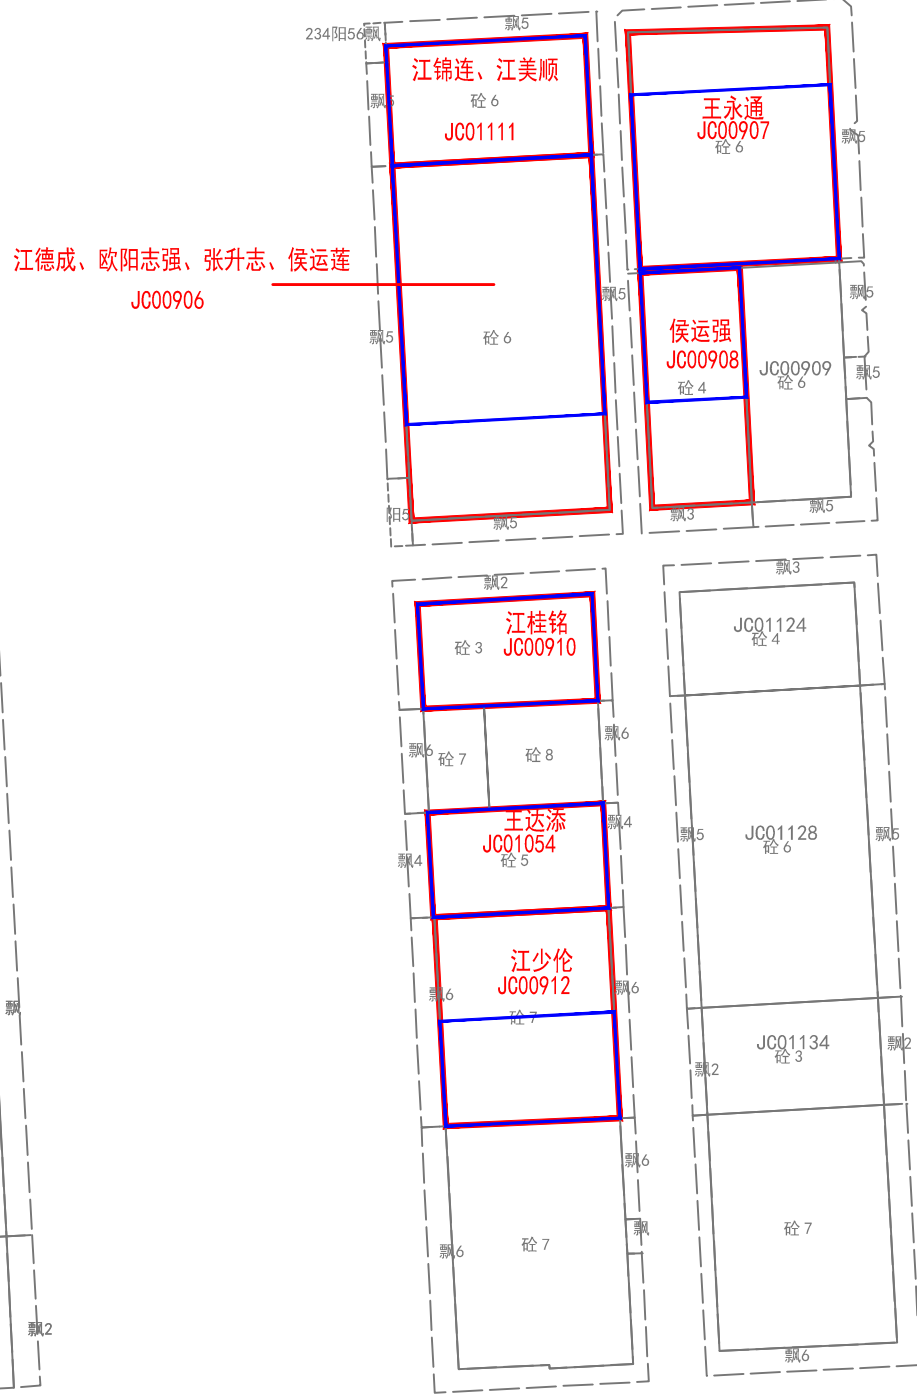 飘5
234阳56飘
江锦连、江美顺
飘5
砼6
JC01111
王永通
JC00907
飘5
砼6
江德成、欧阳志强、张升志、侯运莲
JC00906
飘5
飘5
侯运强
飘5
砼6
JC00908
JC00909
飘5
砼4
砼6
飘5
阳5
飘5
飘3
飘3
飘2
江桂铭
JC01124
砼3
JC00910
砼4
飘6
飘6
砼7
砼8
王达添
飘4
JC01054
JC01128
飘5
飘5
飘4
砼5
砼6
江少伦
JC00912
飘6
飘6
飘
砼7
JC01134
飘2
砼3
飘2
飘6
飘
砼7
飘6
砼7
飘2
飘6